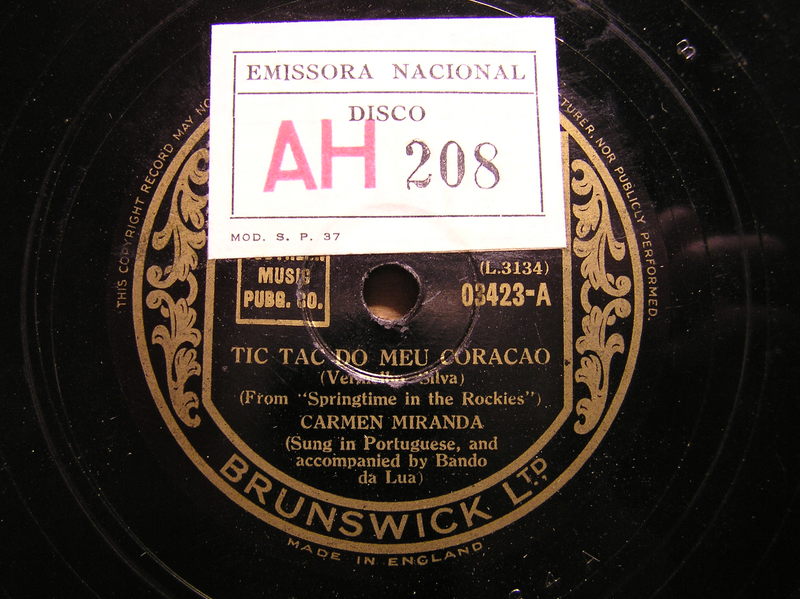 EMISSORA NACIONAL
DISCO
AH 208
MOD. S. P. 37
THIS COPYRIGHT RECORD MAY NO
TURER, NOR PUBLICLY PERFORMED.
MUSIC
PUBG. CO.
(L.3134)
03423-A
TIC TAC DO MEU CORACAO
Silva)
(From "Springtime in the Rockies")
CARMEN MIRANDA
(Sung in Portuguese, and
accompanied by Bando
da Lua)
BRUNSWICK LTD.
MADE IN ENGLAND